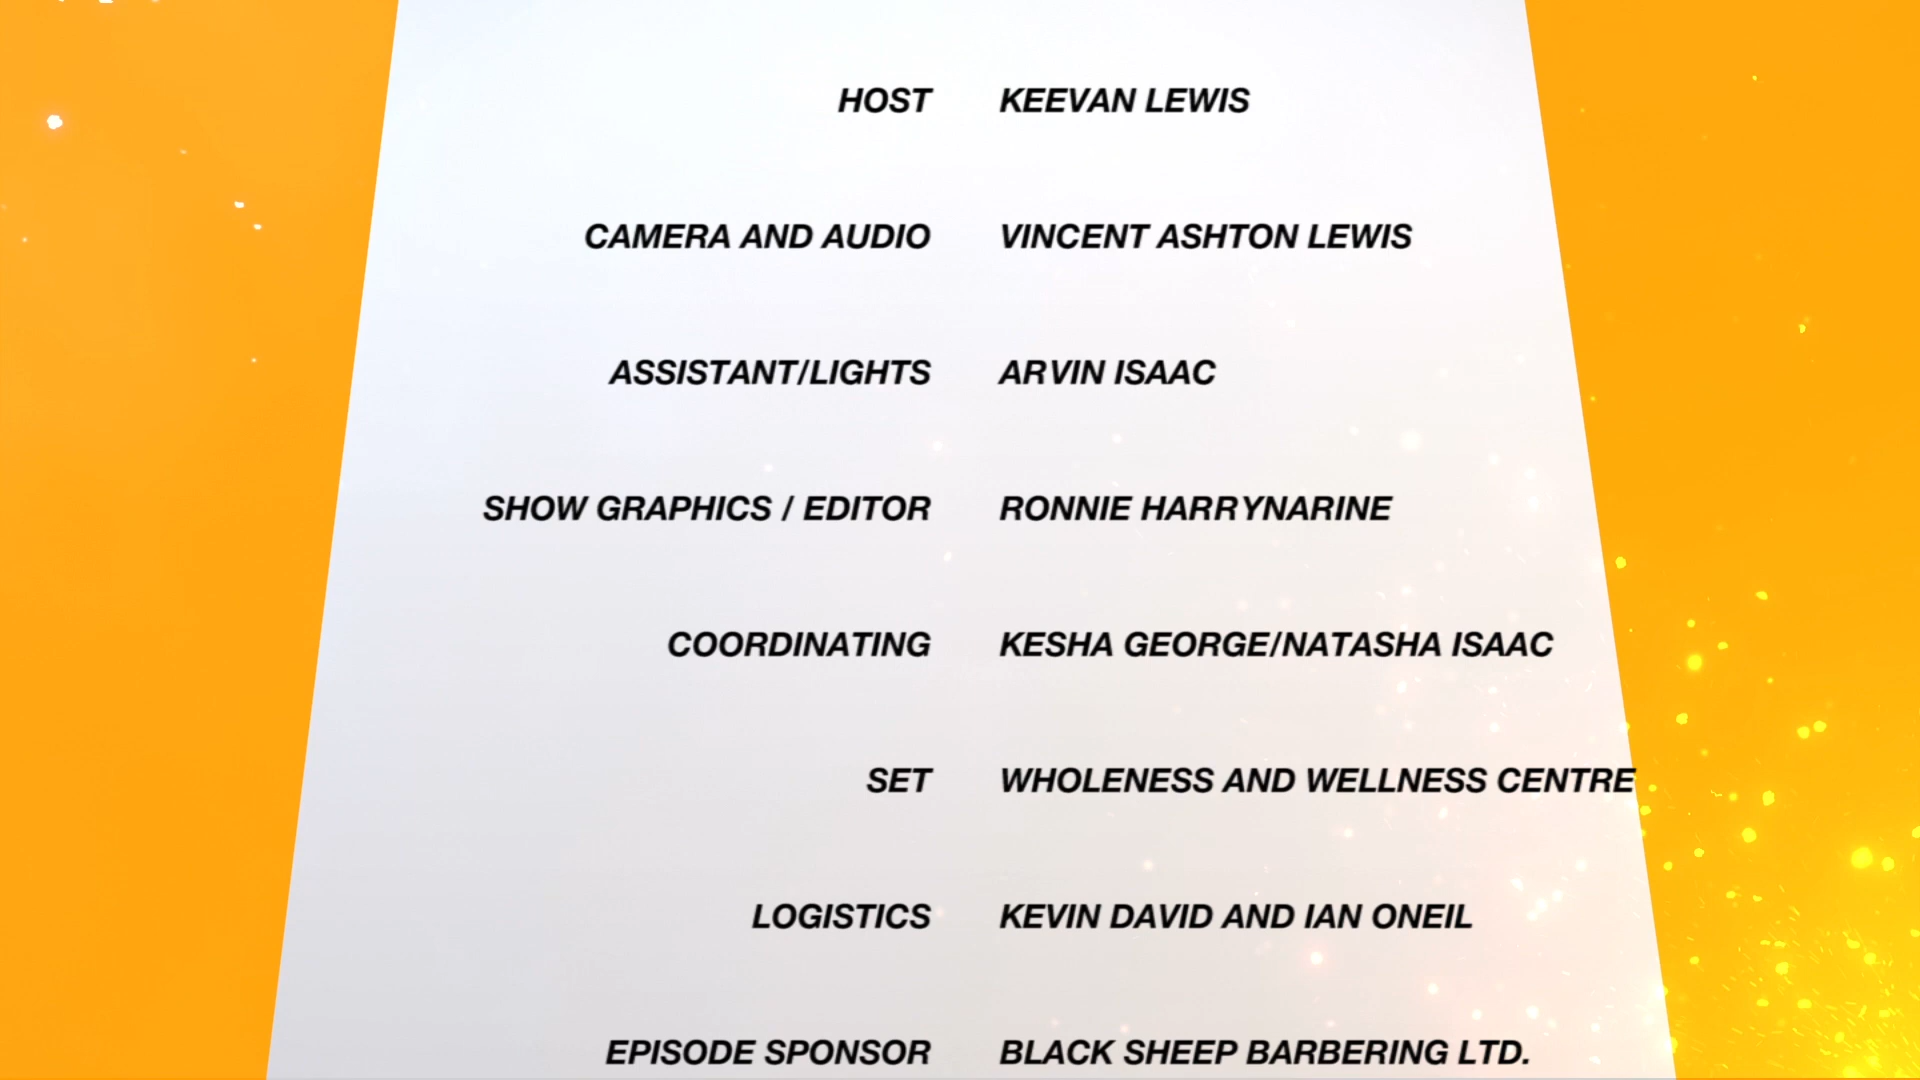 HOST KEEVAN LEWIS
CAMERA AND AUDIO VINCENT ASHTON LEWIS
ASSISTANT/LIGHTS ARVIN ISAAC
SHOW GRAPHICS / EDITOR RONNIE HARRYNARINE
COORDINATING KESHA GEORGE/NATASHA ISAAC
SET WHOLENESS AND WELLNESS CENTRE
LOGISTICS KEVIN DAVID AND IAN ONEIL
EPISODE SPONSOR BLACK SHEEP BARBERING LTD.